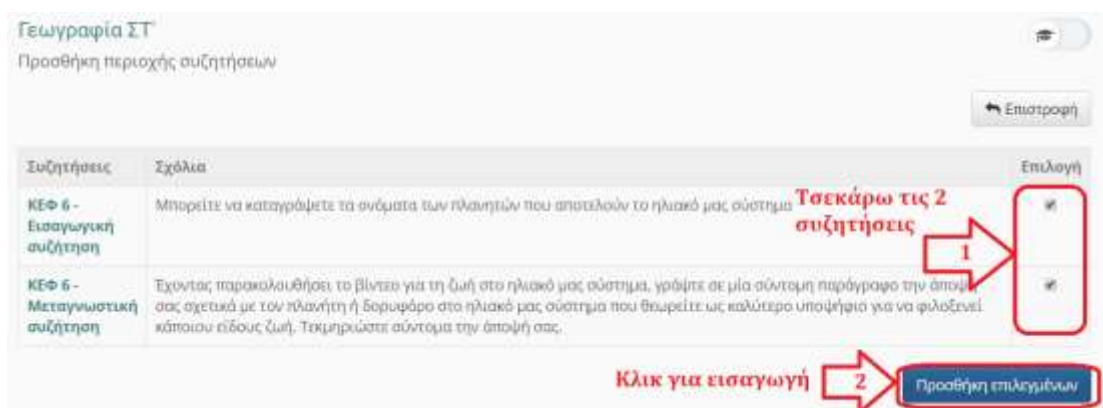 Γεωγραφία ΣΤ'
Προσθήκη περιοχής συζητήσεων
Επιστροφή
Συζητήσεις Σχόλια Επιλογή
ΚΕΦ 6 - Εισαγωγική συζήτηση
Μπορείτε να καταγράψετε τα ονόματα των πλανητών που αποτελούν το ηλιακό μας σύστημα
Τσεκάρω τις 2
συζητήσεις
1
ΚΕΦ 6 - Μεταγνωστική συζήτηση
Έχοντας παρακολουθήσει το βίντεο για τη ζωή στο ηλιακό μας σύστημα, γράψτε σε μία σύντομη παράγραφο την άποψή
σας σχετικά με τον πλανήτη ή δορυφάρο στο ηλιακό μας σύστημα που θεωρείτε ως καλύτερο υποψήφιο για να φιλοξενεί
κάποιου είδους ζωή. Τεκμηριώστε σύντομα την άποψή σας.
Κλικ για εισαγωγή
2
Προσθήκη επιλεγμένων